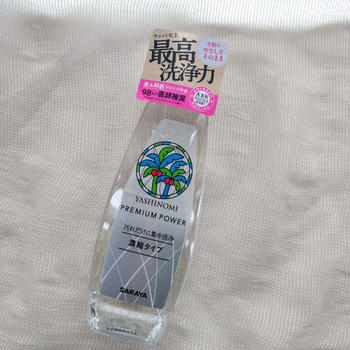 ヤシノミ史上
最高
洗浄力
手肌の
やさしさ
そのまま
98%の医師推奨
YASHINOMI
PREMIUM POWER
汚れだけに集中洗浄
濃縮タイプ
SARAYA